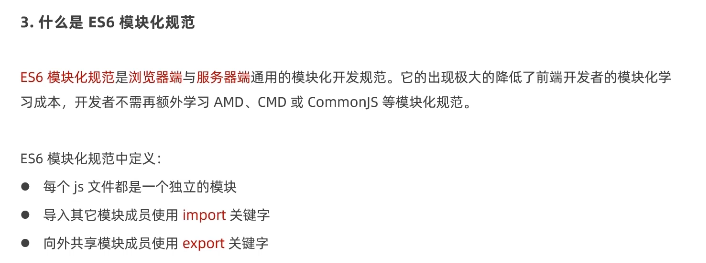 3. 什么是 ES6 模块化规范
ES6 模块化规范是浏览器端与服务器端通用的模块化开发规范。它的出现极大的降低了前端开发者的模块化学
习成本，开发者不需再额外学习 AMD、CMD 或 CommonJS 等模块化规范。
ES6 模块化规范中定义：
● 每个 js 文件都是一个独立的模块
● 导入其它模块成员使用 import 关键字
● 向外共享模块成员使用 export 关键字